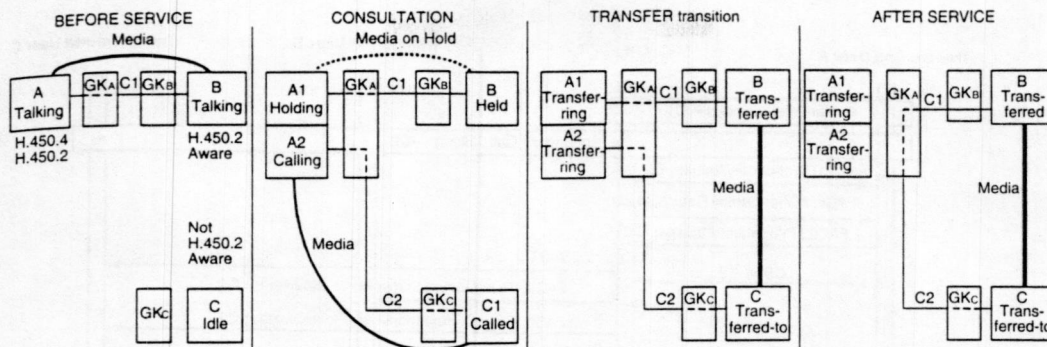 BEFORE SERVICE
Media
A
Talking
GKA
C1
GKB
B
Talking
H.450.4
H.450.2
H.450.2
Aware
Not
H.450.2
Aware
GKC
C
Idle
CONSULTATION
Media on Hold
A1
Holding
GKA
C1
GKB
B
Held
A2
Calling
Media
C2
GKC
C1
Called
TRANSFER transition
A1
Transfer-
ring
GKA
C1
GKB
B
Trans-
ferred
A2
Transfer-
ring
Media
C2
GKC
C
Trans-
ferred-to
AFTER SERVICE
A1
Transfer-
ring
GKA
C1
GKB
B
Trans-
ferred
A2
Transfer-
ring
Media
C2
GKC
C
Trans-
ferred-to